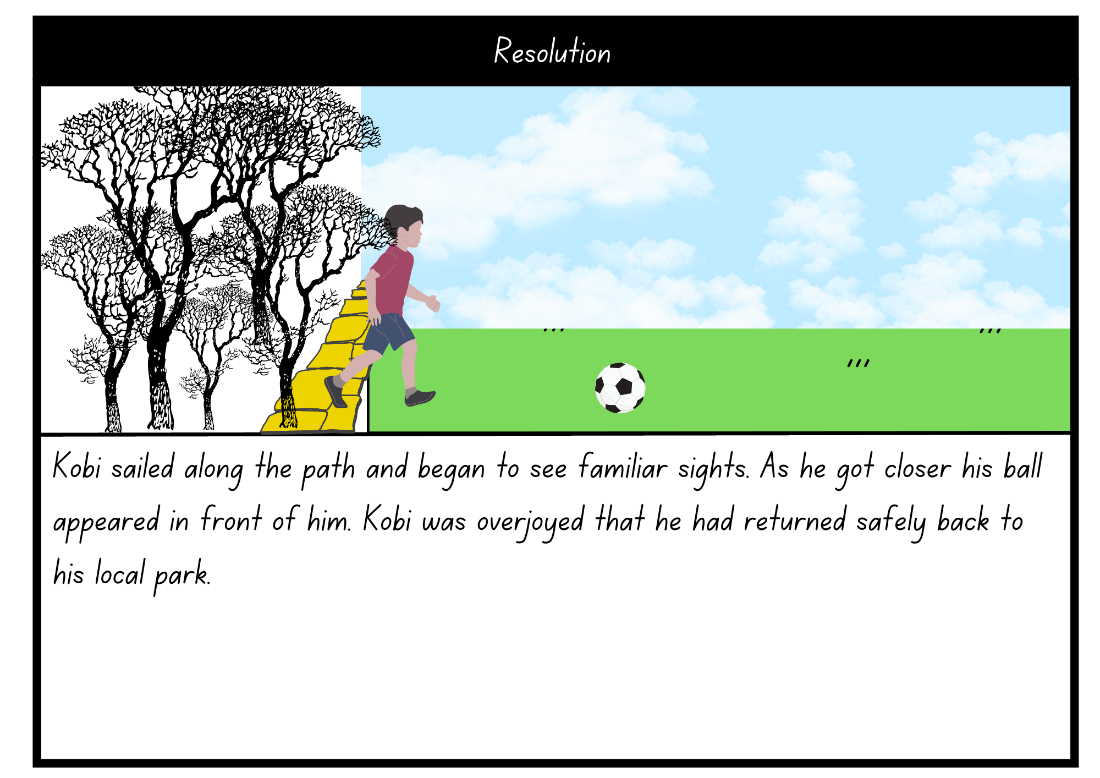 Resolution
Kobi sailed along the path and began to see familiar sights. As he got closer his ball
appeared in front of him. Kobi was overjoyed that he had returned safely back to
his local park.